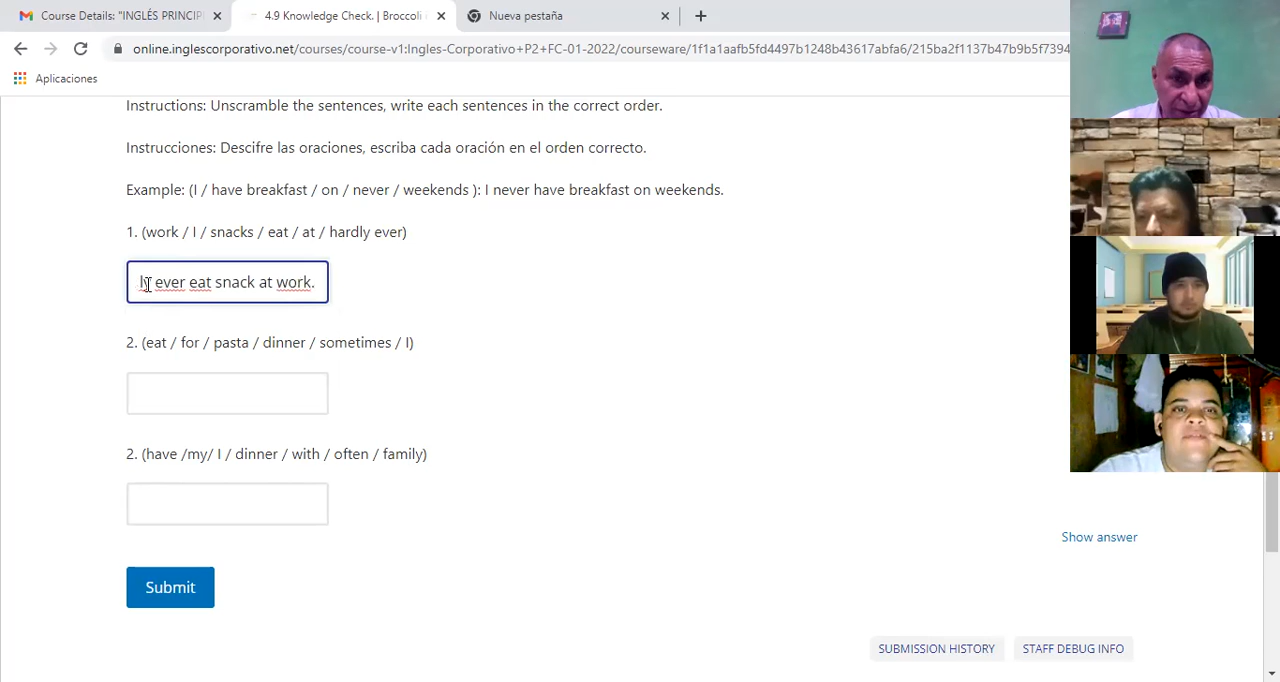 Course Details: "INGLÉS PRINCIP
4.9 Knowledge Check. | Broccoli
Nueva pestaña
online.inglescorporativo.net/courses/course-v1:Ingles-Corporativo+P2+FC-01-2022/courseware/1f1a1aafb5fd4497b1248b43617abfa6/215ba2f1137b47b9b5f7394
Aplicaciones
Instructions: Unscramble the sentences, write each sentences in the correct order.
Instrucciones: Descifre las oraciones, escriba cada oración en el orden correcto.
Example: (I / have breakfast / on / never / weekends ): I never have breakfast on weekends.
1. (work / I / snacks / eat / at / hardly ever)
ly ever eat snack at work.
2. (eat / for / pasta / dinner / sometimes / I)
2. (have /my/ I / dinner / with / often / family)
Show answer
Submit
SUBMISSION HISTORY
STAFF DEBUG INFO